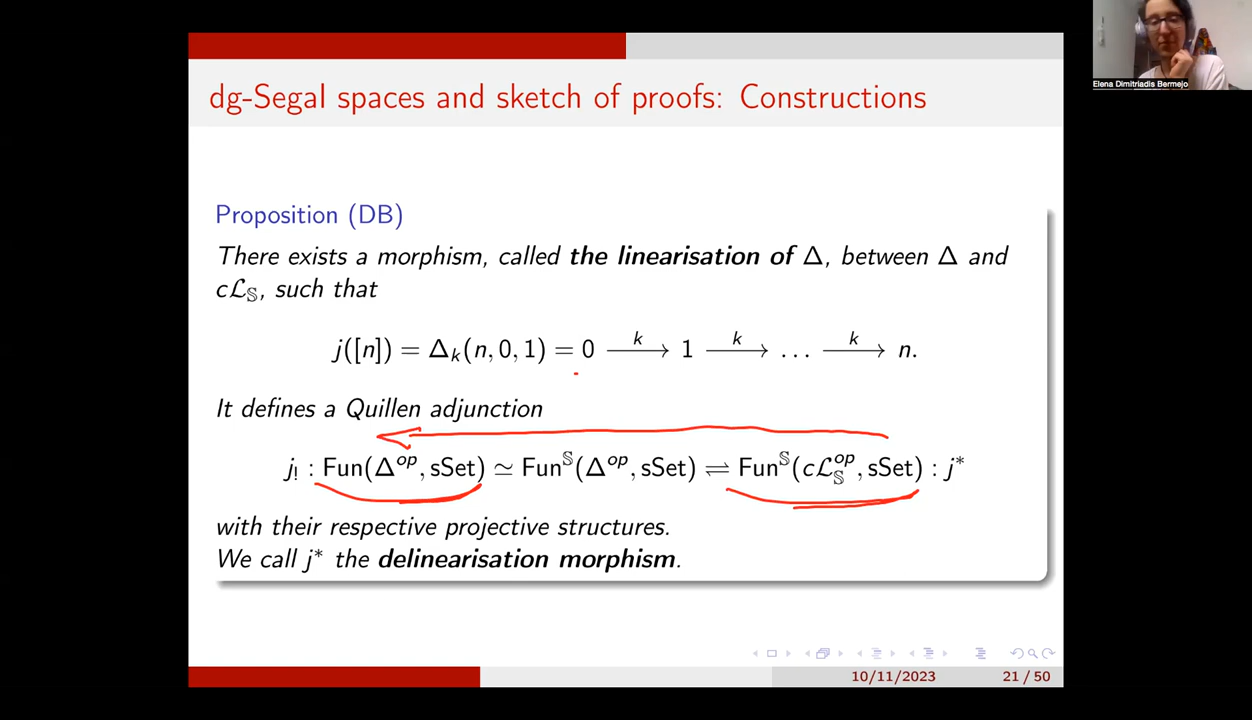 Elena Dimitriadis Bermejo
dg-Segal spaces and sketch of proofs: Constructions
Proposition (DB)
There exists a morphism, called the linearisation of Δ, between Δ and
cℒ_𝕊, such that
j([n]) = Δ_k(n, 0, 1) = 0 —k→ 1 —k→ … —k→ n.
It defines a Quillen adjunction
j_! : Fun(Δ^op, sSet) ≃ Fun^𝕊(Δ^op, sSet) ⇌ Fun^𝕊(cℒ_𝕊^op, sSet) : j*
with their respective projective structures.
We call j* the delinearisation morphism.
10/11/2023 21 / 50